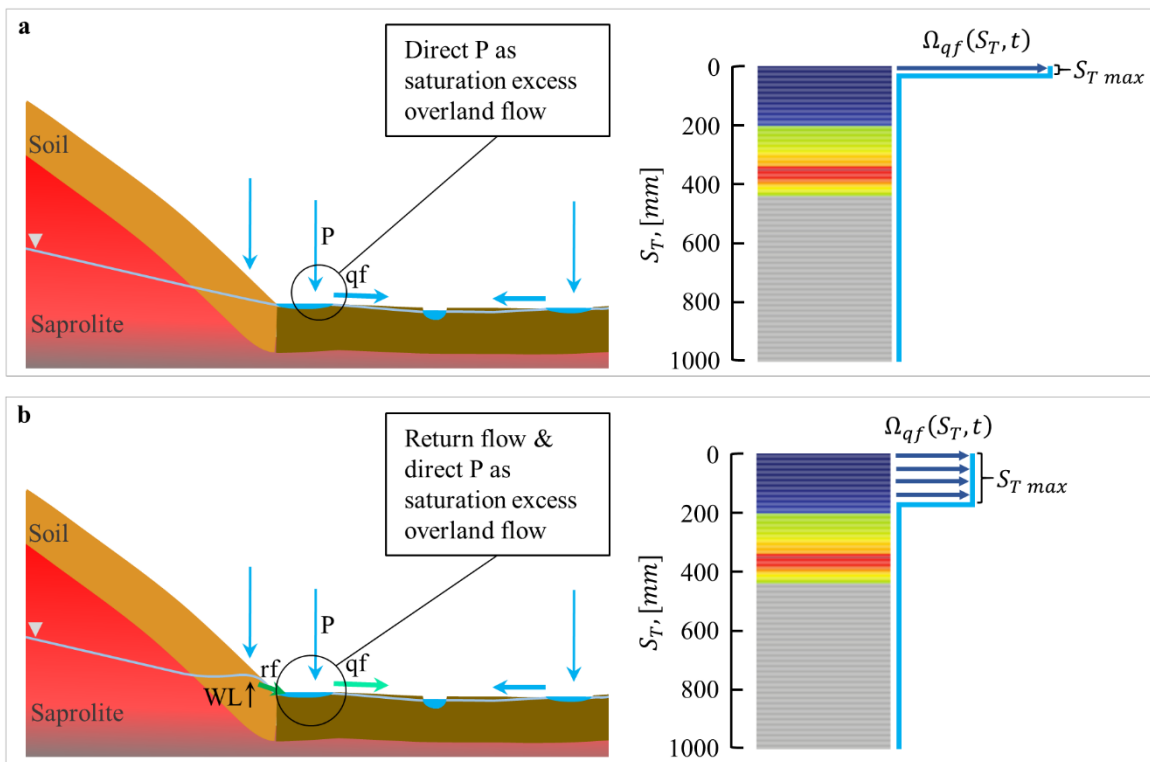 a
Direct P as
saturation excess
overland flow
Soil
Saprolite
P
qf
Ω_qf(S_T, t)
S_T max
0
200
400
600
800
1000
S_T, [mm]
b
Return flow &
direct P as
saturation excess
overland flow
Soil
Saprolite
WL
rf
P
qf
Ω_qf(S_T, t)
S_T max
0
200
400
600
800
1000
S_T, [mm]